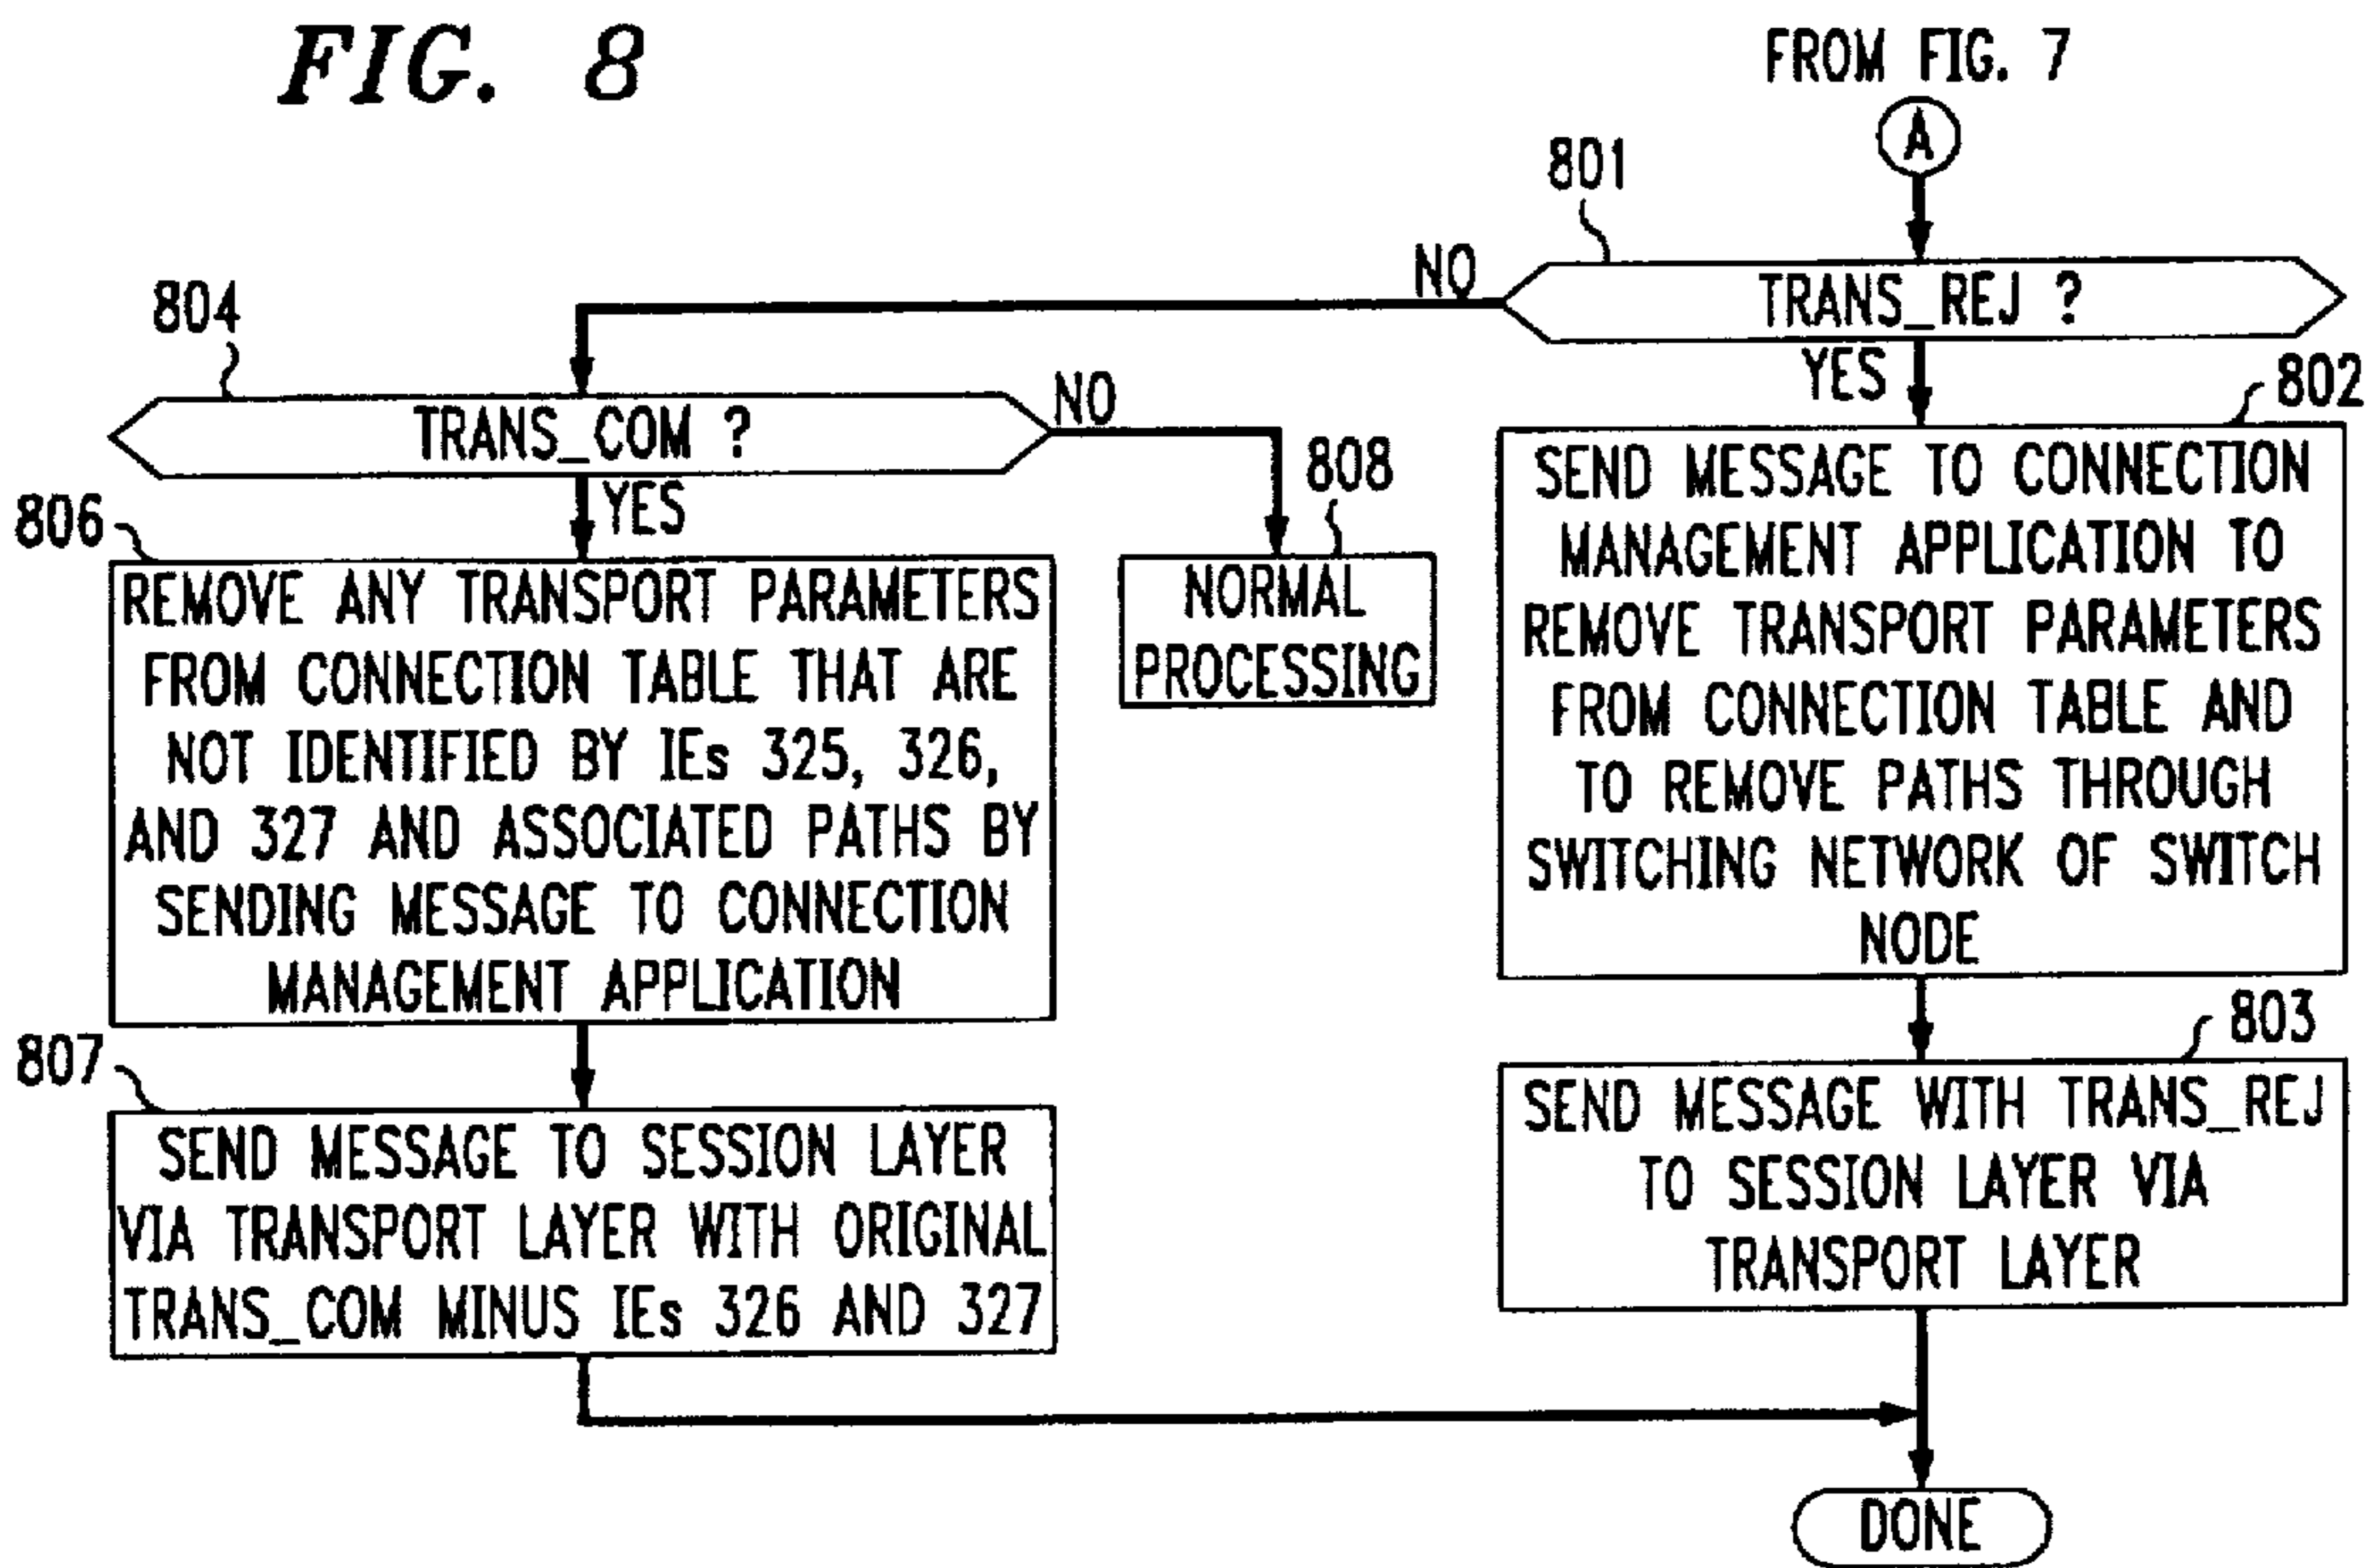 FIG. 8
FROM FIG. 7
A
801
TRANS_REJ ?
NO
YES
804
TRANS_COM ?
NO
YES
802
SEND MESSAGE TO CONNECTION
MANAGEMENT APPLICATION TO
REMOVE TRANSPORT PARAMETERS
FROM CONNECTION TABLE AND
TO REMOVE PATHS THROUGH
SWITCHING NETWORK OF SWITCH
NODE
808
NORMAL
PROCESSING
806
REMOVE ANY TRANSPORT PARAMETERS
FROM CONNECTION TABLE THAT ARE
NOT IDENTIFIED BY IEs 325, 326,
AND 327 AND ASSOCIATED PATHS BY
SENDING MESSAGE TO CONNECTION
MANAGEMENT APPLICATION
803
SEND MESSAGE WITH TRANS_REJ
TO SESSION LAYER VIA
TRANSPORT LAYER
807
SEND MESSAGE TO SESSION LAYER
VIA TRANSPORT LAYER WITH ORIGINAL
TRANS_COM MINUS IEs 326 AND 327
DONE